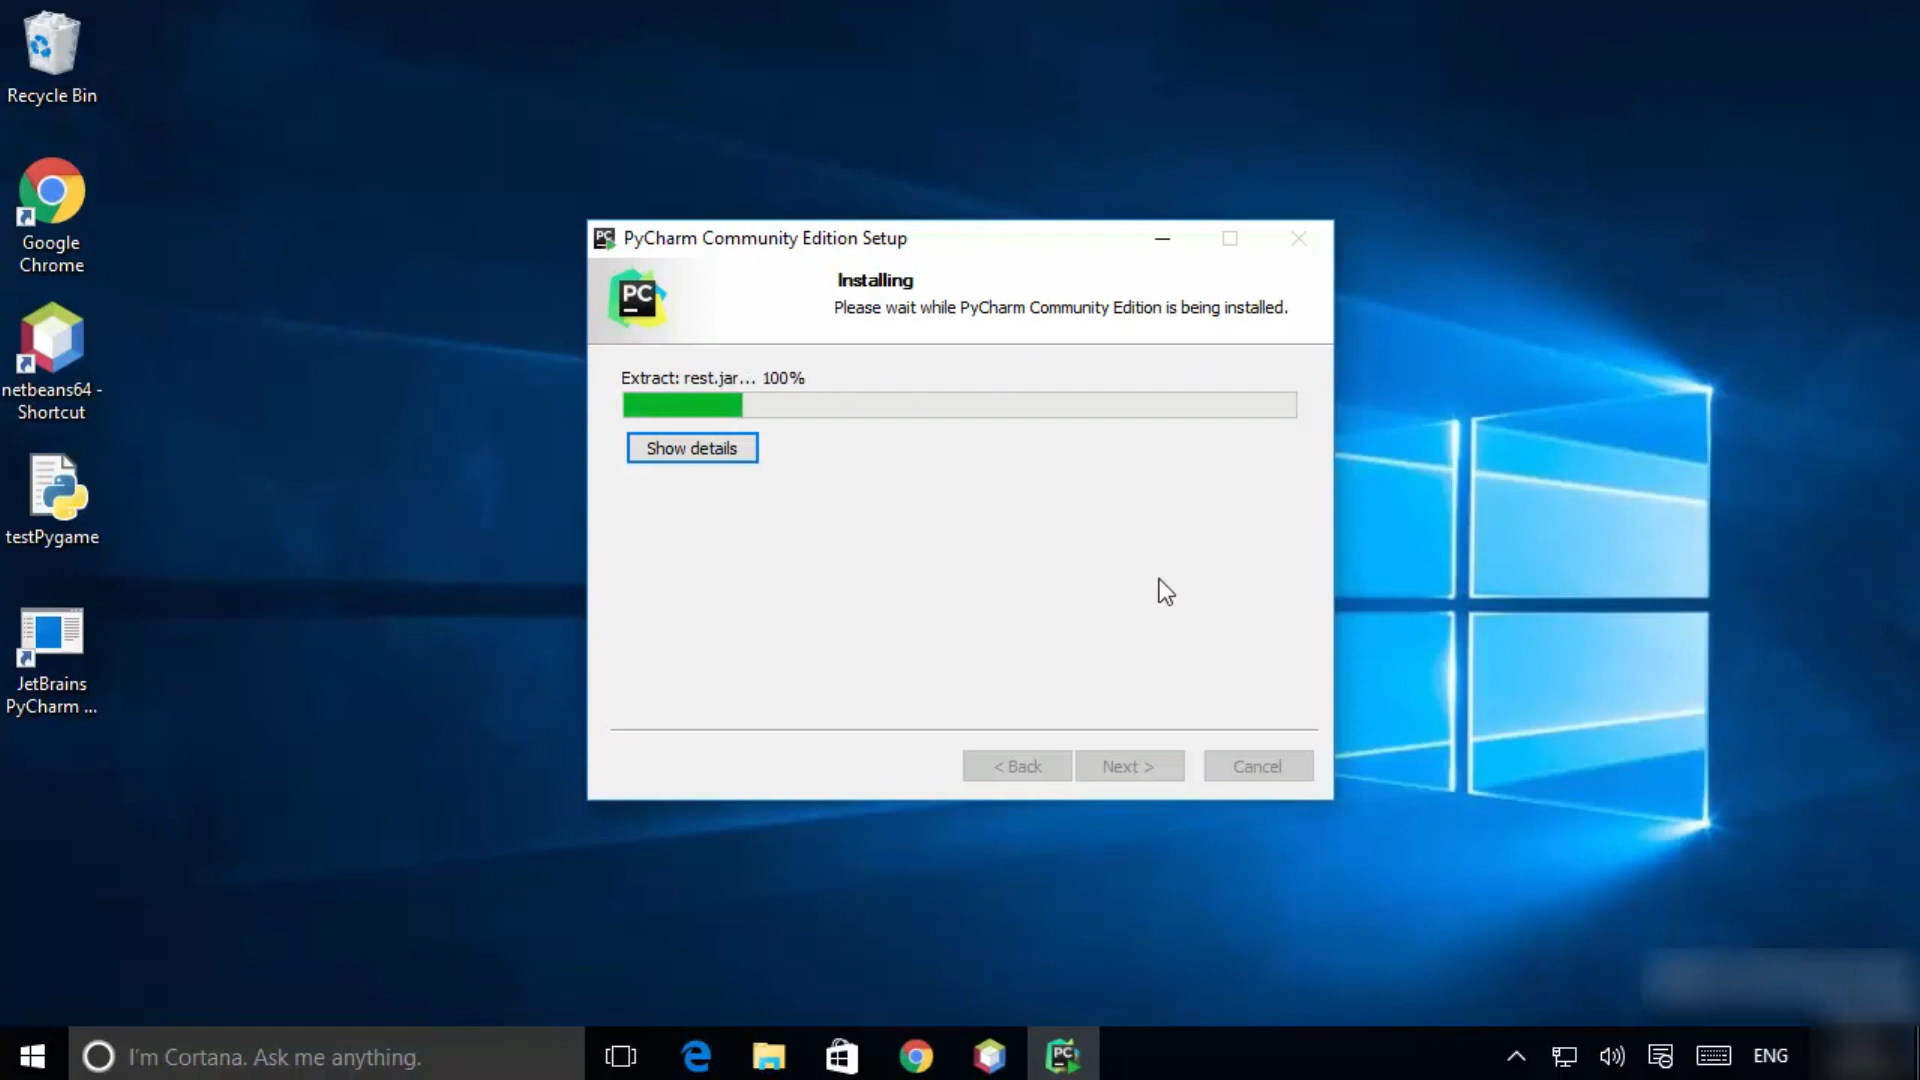 Recycle Bin
Google
Chrome
netbeans64 -
Shortcut
testPygame
JetBrains
PyCharm ...
PC PyCharm Community Edition Setup
PC
Installing
Please wait while PyCharm Community Edition is being installed.
Extract: rest.jar... 100%
Show details
< Back
Next >
Cancel
I'm Cortana. Ask me anything.
PC
ENG